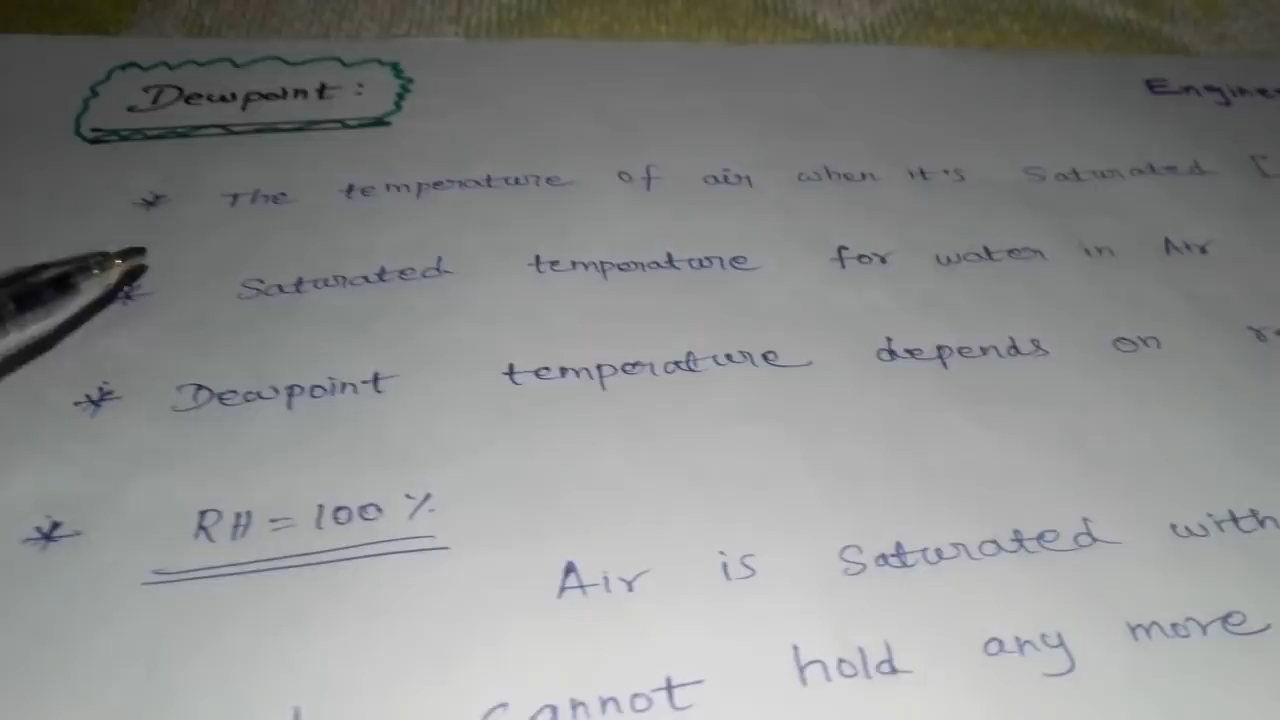 Dewpoint:
Engine
* The temperature of air when it's Saturated [
* Saturated temperature for water in Air
* Dewpoint temperature depends on
* RH = 100 %
Air is Saturated with
cannot hold any more